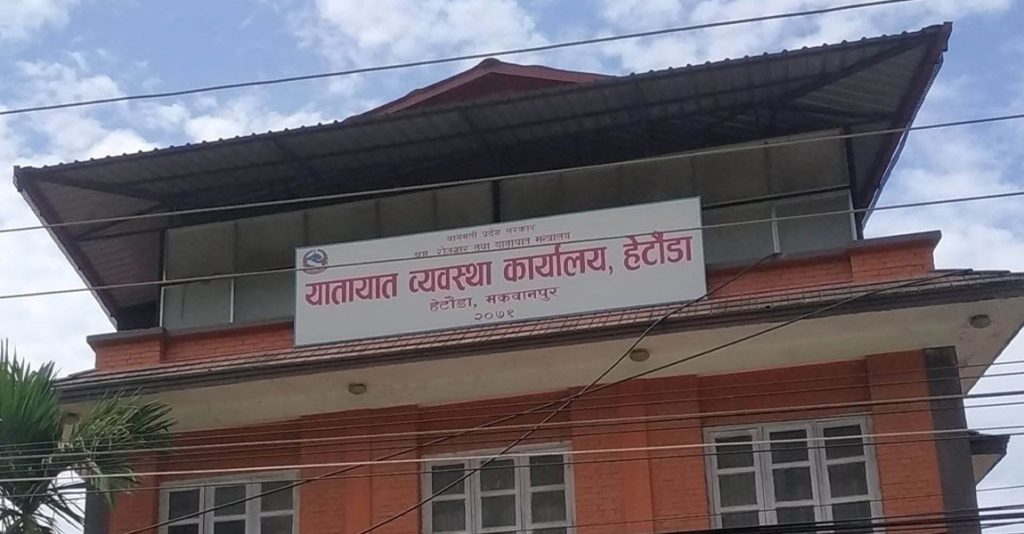 बागमती प्रदेश सरकार
श्रम, रोजगार तथा यातायात मन्त्रालय
यातायात व्यवस्था कार्यालय, हेटौंडा
हेटौंडा, मकवानपुर
२०७९